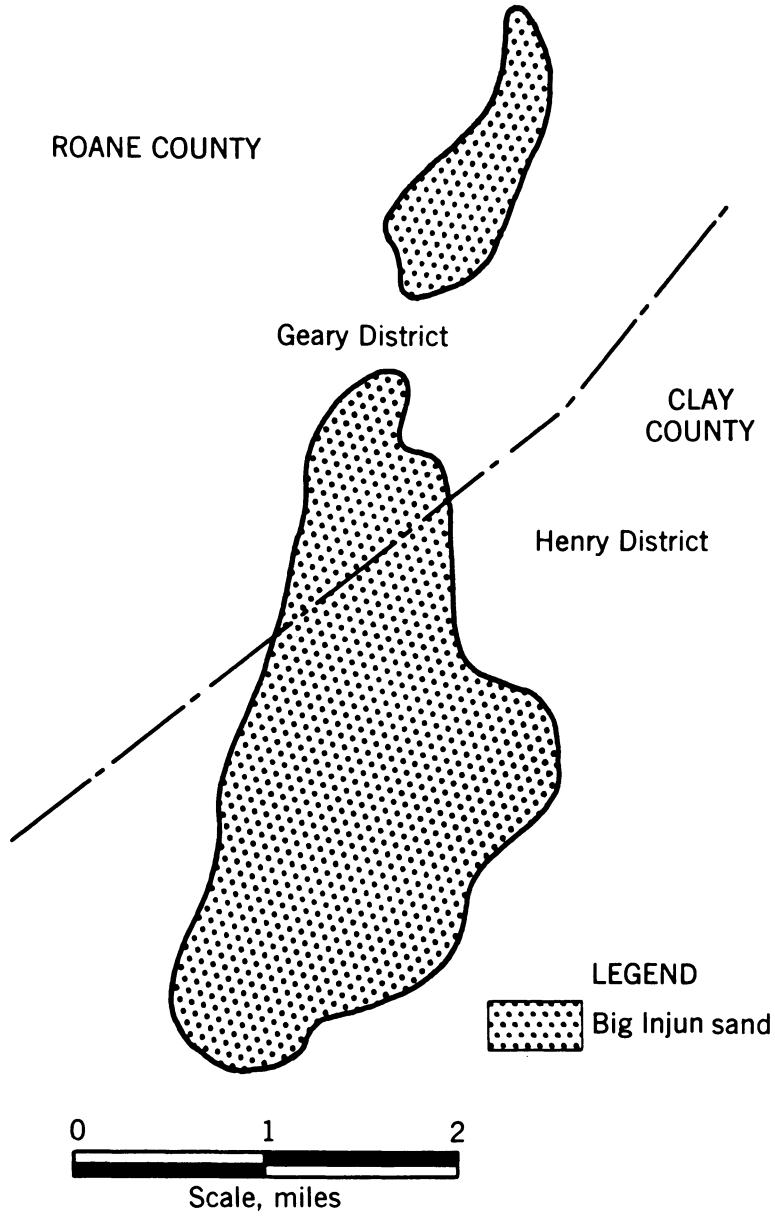 ROANE COUNTY
Geary District
CLAY
COUNTY
Henry District
LEGEND
Big Injun sand
0 1 2
Scale, miles